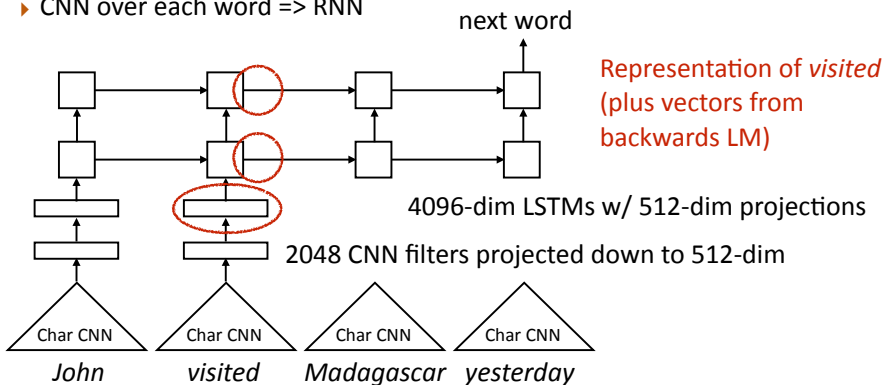 ▸ CNN over each word => RNN
next word
Representation of visited
(plus vectors from
backwards LM)
4096-dim LSTMs w/ 512-dim projections
2048 CNN filters projected down to 512-dim
Char CNN Char CNN Char CNN Char CNN
John visited Madagascar yesterday